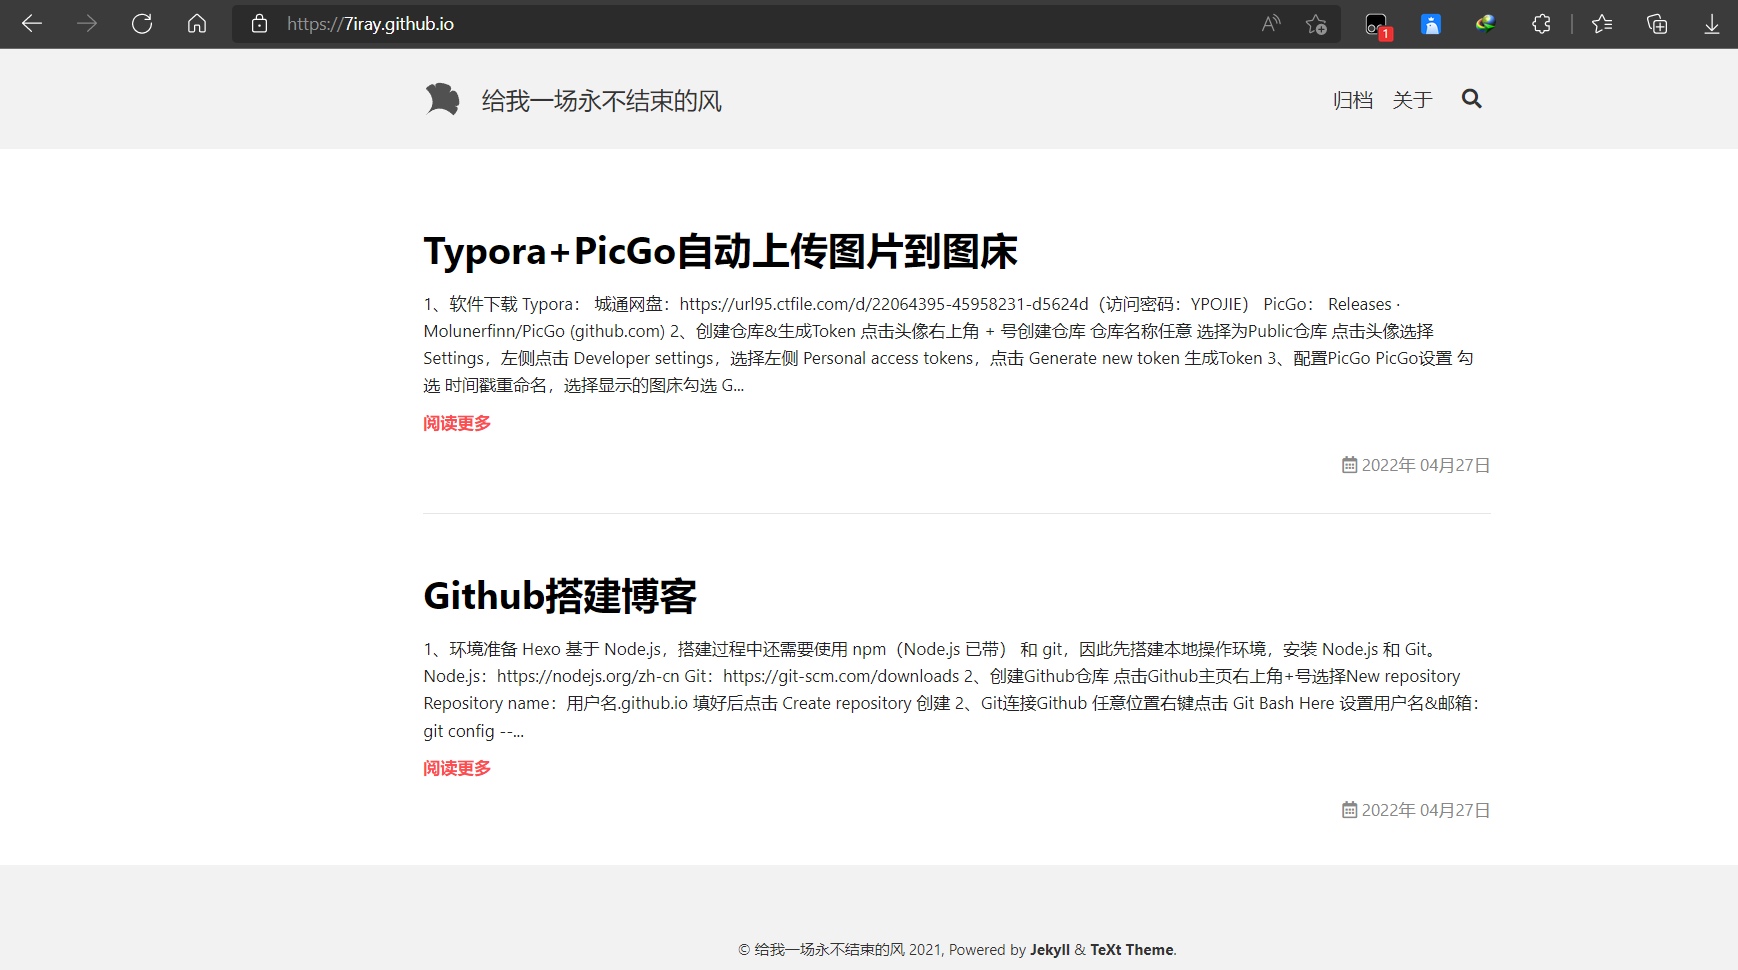 https://7iray.github.io
1
给我一场永不结束的风
归档 关于
Typora+PicGo自动上传图片到图床
1、软件下载 Typora： 城通网盘：https://url95.ctfile.com/d/22064395-45958231-d5624d（访问密码：YPOJIE） PicGo： Releases ·
Molunerfinn/PicGo (github.com) 2、创建仓库&生成Token 点击头像右上角 + 号创建仓库 仓库名称任意 选择为Public仓库 点击头像选择
Settings，左侧点击 Developer settings，选择左侧 Personal access tokens，点击 Generate new token 生成Token 3、配置PicGo PicGo设置 勾
选 时间戳重命名，选择显示的图床勾选 G...
阅读更多
2022年 04月27日
Github搭建博客
1、环境准备 Hexo 基于 Node.js，搭建过程中还需要使用 npm（Node.js 已带） 和 git，因此先搭建本地操作环境，安装 Node.js 和 Git。
Node.js：https://nodejs.org/zh-cn Git：https://git-scm.com/downloads 2、创建Github仓库 点击Github主页右上角+号选择New repository
Repository name：用户名.github.io 填好后点击 Create repository 创建 2、Git连接Github 任意位置右键点击 Git Bash Here 设置用户名&邮箱：
git config --...
阅读更多
2022年 04月27日
© 给我一场永不结束的风 2021, Powered by Jekyll & TeXt Theme.